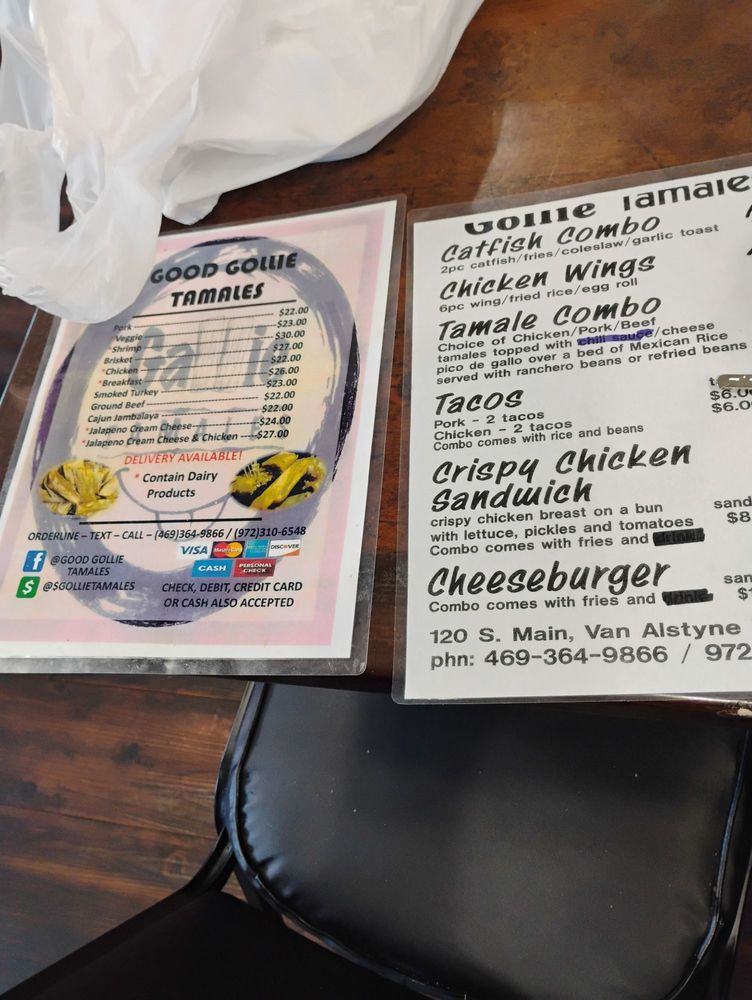 GOOD GOLLIE
TAMALES
Pork $22.00
*Veggie $23.00
*Shrimp $30.00
Brisket $27.00
*Chicken $22.00
*Breakfast $26.00
Smoked Turkey $23.00
Ground Beef $22.00
Cajun Jambalaya $22.00
*Jalapeno Cream Cheese $24.00
*Jalapeno Cream Cheese & Chicken $27.00
DELIVERY AVAILABLE!
* Contain Dairy
Products
ORDERLINE – TEXT – CALL – (469)364-9866 / (972)310-6548
VISA MasterCard DISCOVER
CASH PERSONAL CHECK
@GOOD GOLLIE
TAMALES
@$GOLLIETAMALES
CHECK, DEBIT, CREDIT CARD
OR CASH ALSO ACCEPTED
Gollie Tamale
Catfish Combo
2pc catfish/fries/coleslaw/garlic toast
Chicken Wings
6pc wing/fried rice/egg roll
Tamale Combo
Choice of Chicken/Pork/Beef
tamales topped with chili sauce/cheese
pico de gallo over a bed of Mexican Rice
served with ranchero beans or refried beans
Tacos
Pork - 2 tacos $6.0
Chicken - 2 tacos $6.0
Combo comes with rice and beans
Crispy Chicken
Sandwich
crispy chicken breast on a bun sand
with lettuce, pickles and tomatoes $8
Combo comes with fries and drink
Cheeseburger san
Combo comes with fries and drink $
120 S. Main, Van Alstyne
phn: 469-364-9866 / 972